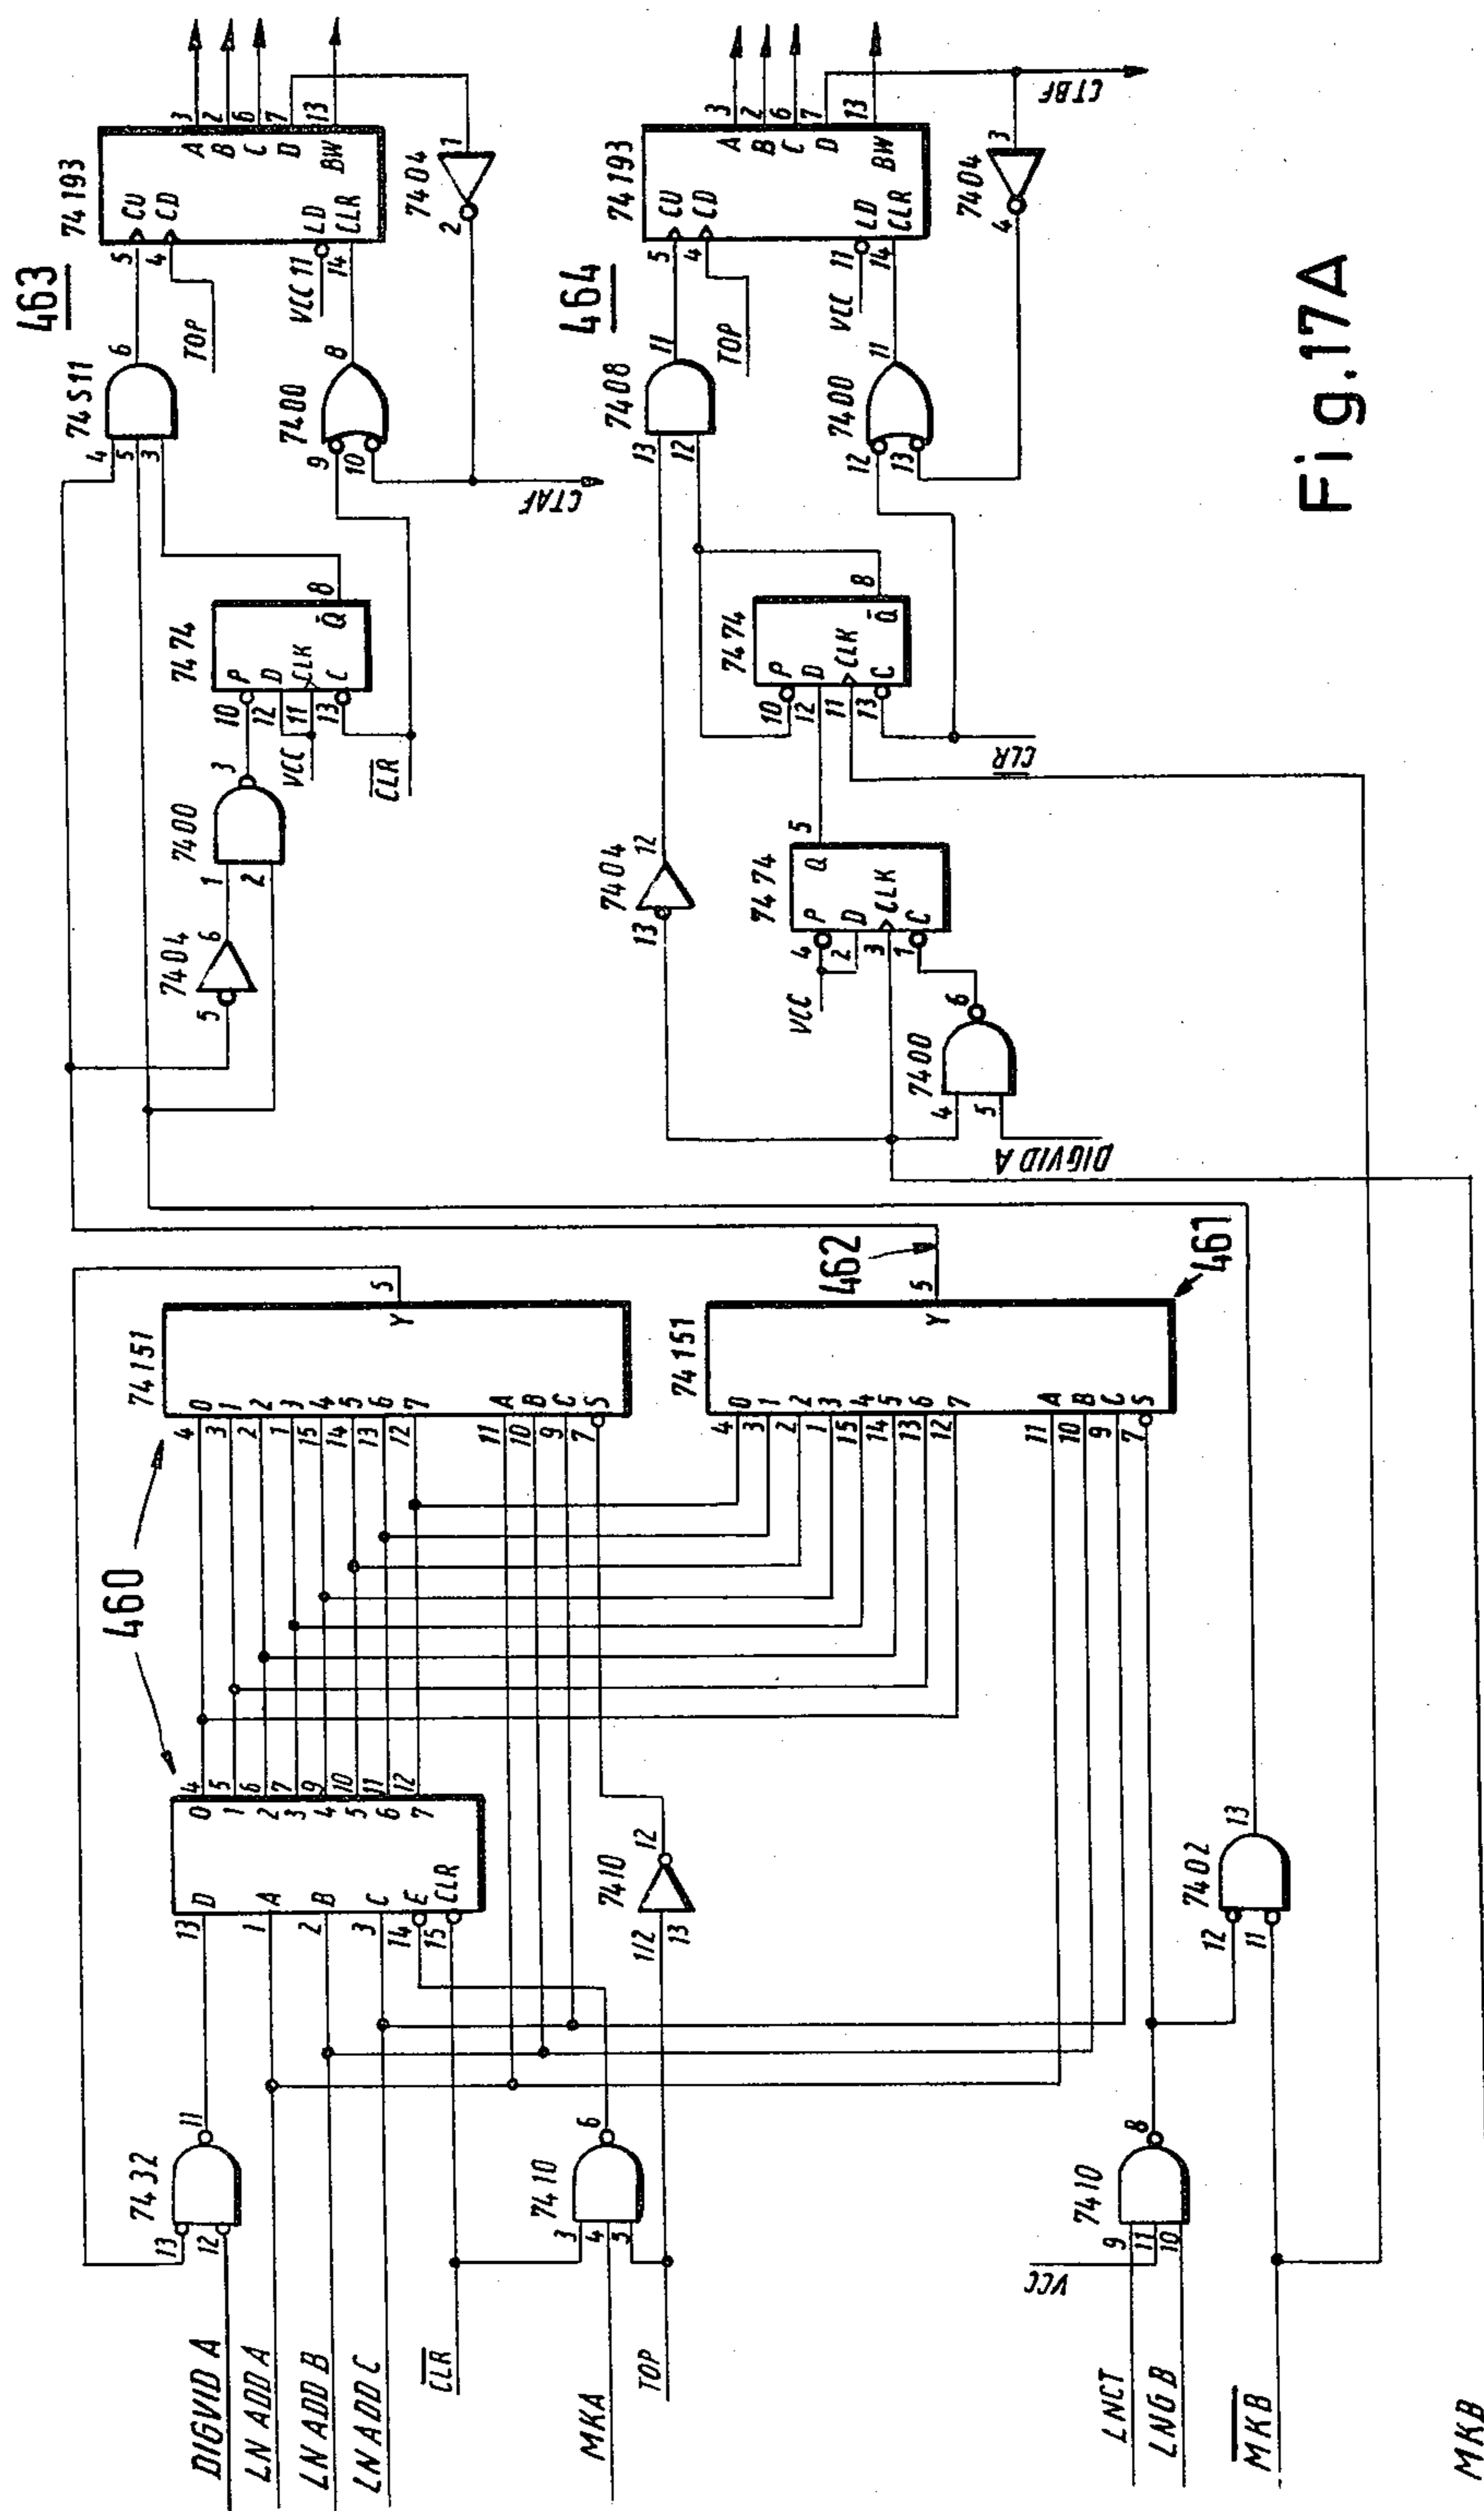 463
74S11
4
5
3
6
TOP
74193
5
4
CU
CD
VCC 11
14
LD
CLR
A
B
C
D
BW
3
2
6
7
13
7404
5
6
7400
1
2
3
7474
10
12
11
13
VCC
P
D
CLK
C
Q̅
8
C̅L̅R̅
7400
9
10
8
1
7404
2
CTAF
464
7408
13
12
11
TOP
74193
5
4
CU
CD
VCC 11
14
LD
CLR
A
B
C
D
BW
3
2
6
7
13
7404
13
12
7474
4
2
3
1
VCC
P
D
CLK
C
Q
5
7474
10
12
11
13
P
D
CLK
C
Q̅
8
C̅L̅R̅
7400
12
13
11
3
7404
4
CTBF
7400
4
5
6
DIGVID A
460
7432
13
12
11
13
1
2
3
14
15
D
A
B
C
E
CLR
0
1
2
3
4
5
6
7
4
5
6
7
9
10
11
12
74151
4
3
2
1
15
14
13
12
11
10
9
7
0
1
2
3
4
5
6
7
A
B
C
S
Y
5
DIGVID A
LN ADD A
LN ADD B
LN ADD C
C̅L̅R̅
MKA
TOP
7410
3
4
5
6
1/2
13
7410
12
74151
4
3
2
1
15
14
13
12
11
10
9
7
0
1
2
3
4
5
6
7
A
B
C
S
Y
5
462
461
VCC
LNCT
LNGB
M̅K̅B̅
MKB
7410
9
11
10
8
7402
12
11
13
Fig.17A